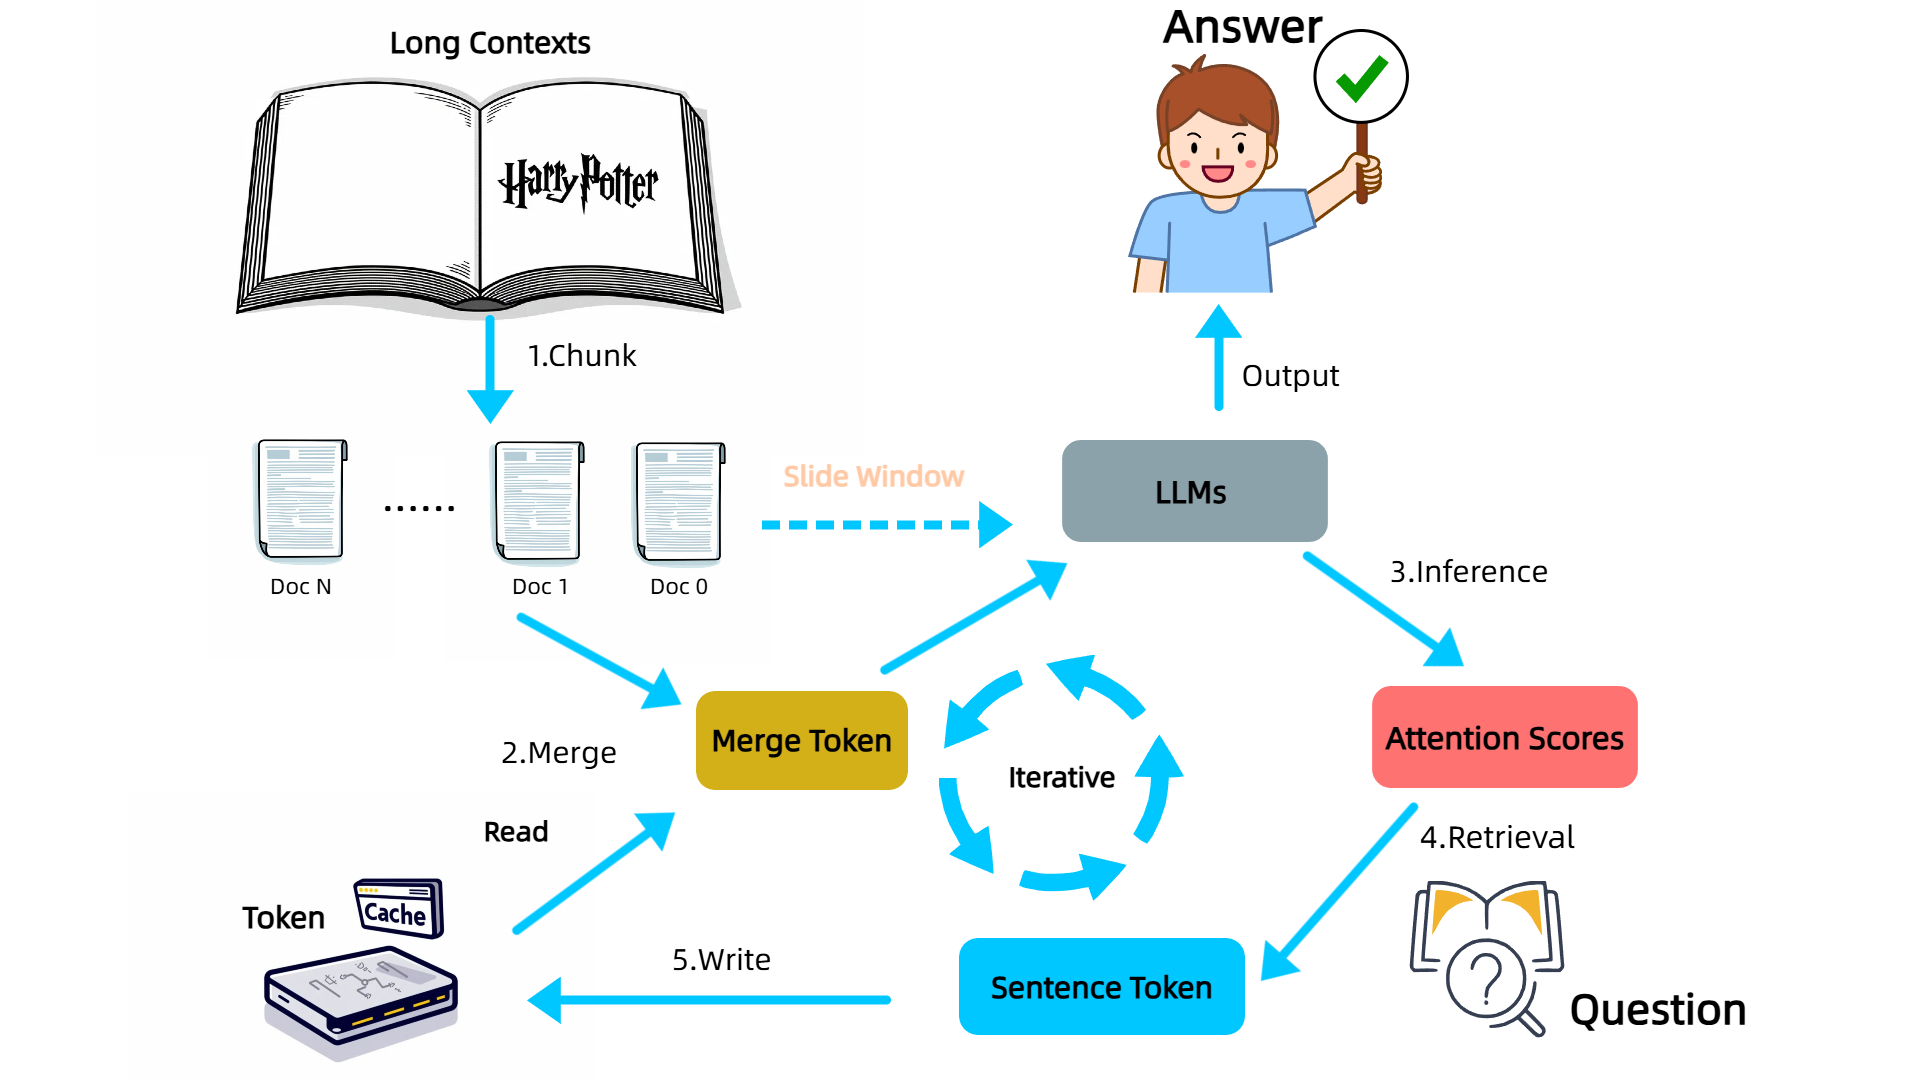 Long Contexts
Answer
Harry Potter
1.Chunk
Output
Slide Window
LLMs
Doc N
......
Doc 1
Doc 0
3.Inference
Merge Token
Attention Scores
2.Merge
Iterative
Read
4.Retrieval
Token
Cache
5.Write
Sentence Token
?
Question